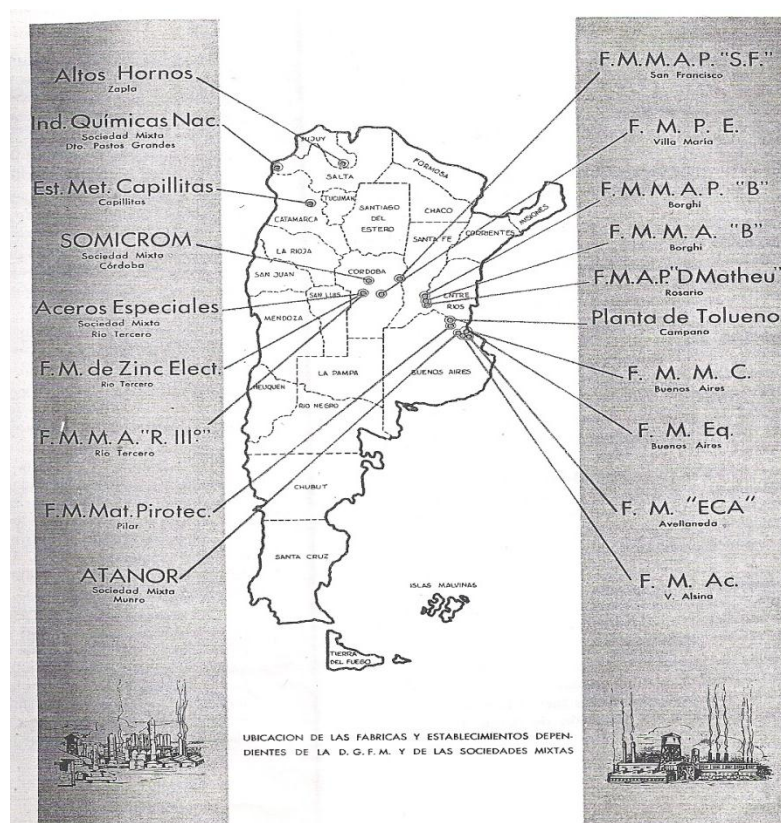 Altos Hornos
Zapla
Ind. Químicas Nac.
Sociedad Mixta
Dto. Pastos Grandes
Est. Met. Capillitas
Capillitas
SOMICROM
Sociedad Mixta
Córdoba
Aceros Especiales
Sociedad Mixta
Río Tercero
F. M. de Zinc Elect.
Río Tercero
F. M. M. A. "R. IIIº"
Río Tercero
F. M. Mat. Pirotec.
Pilar
ATANOR
Sociedad Mixta
Munro
JUJUY
SALTA
FORMOSA
TUCUMAN
SANTIAGO
DEL
ESTERO
CHACO
MISIONES
CATAMARCA
SANTA FE
CORRIENTES
LA RIOJA
SAN JUAN
CORDOBA
SAN LUIS
ENTRE
RIOS
MENDOZA
LA PAMPA
BUENOS AIRES
NEUQUEN
RIO NEGRO
CHUBUT
SANTA CRUZ
ISLAS MALVINAS
TIERRA
DEL FUEGO
F. M. M. A. P. "S.F."
San Francisco
F. M. P. E.
Villa María
F. M. M. A. P. "B"
Borghi
F. M. M. A. "B"
Borghi
F. M. A. P. "D Matheu"
Rosario
Planta de Tolueno
Campano
F. M. M. C.
Buenos Aires
F. M. Eq.
Buenos Aires
F. M. "ECA"
Avellaneda
F. M. Ac.
V. Alsina
UBICACION DE LAS FABRICAS Y ESTABLECIMIENTOS DEPEN-
DIENTES DE LA D. G. F. M. Y DE LAS SOCIEDADES MIXTAS